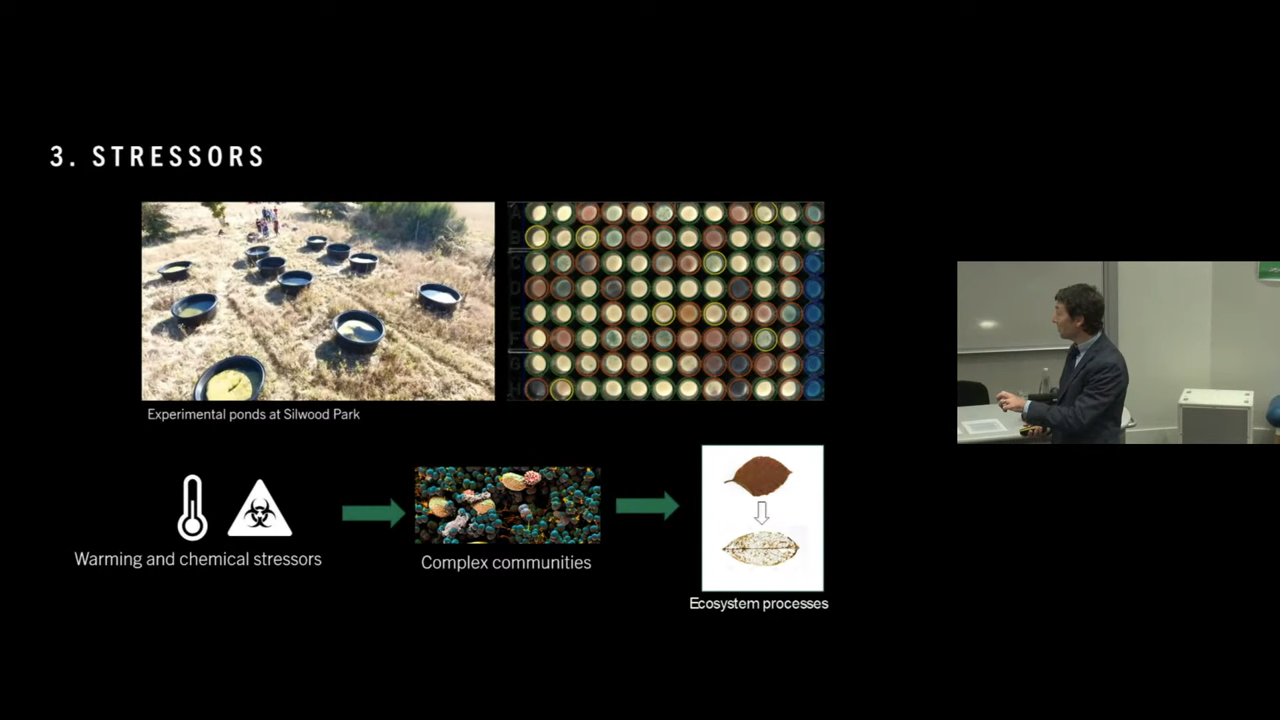 3. STRESSORS
A
B
C
D
E
F
G
H
Experimental ponds at Silwood Park
Warming and chemical stressors
Complex communities
Ecosystem processes